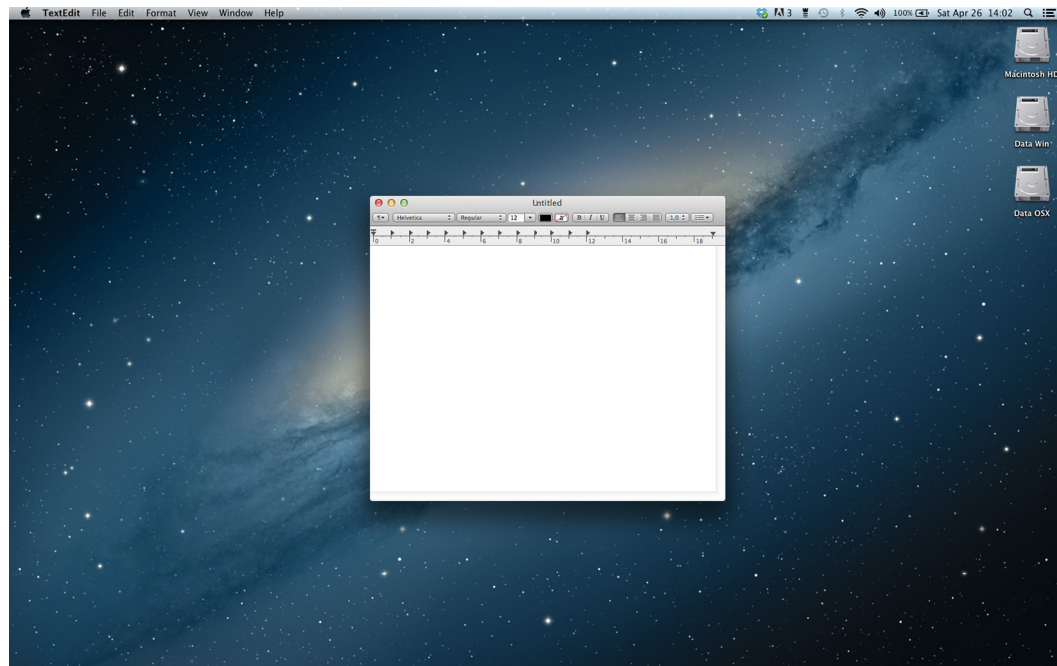 TextEdit File Edit Format View Window Help 3 100% Sat Apr 26 14:02
Macintosh HD
Data Win
Data OSX
Untitled
¶ Helvetica Regular 12 a B I U 1,0
0 2 4 6 8 10 12 14 16 18